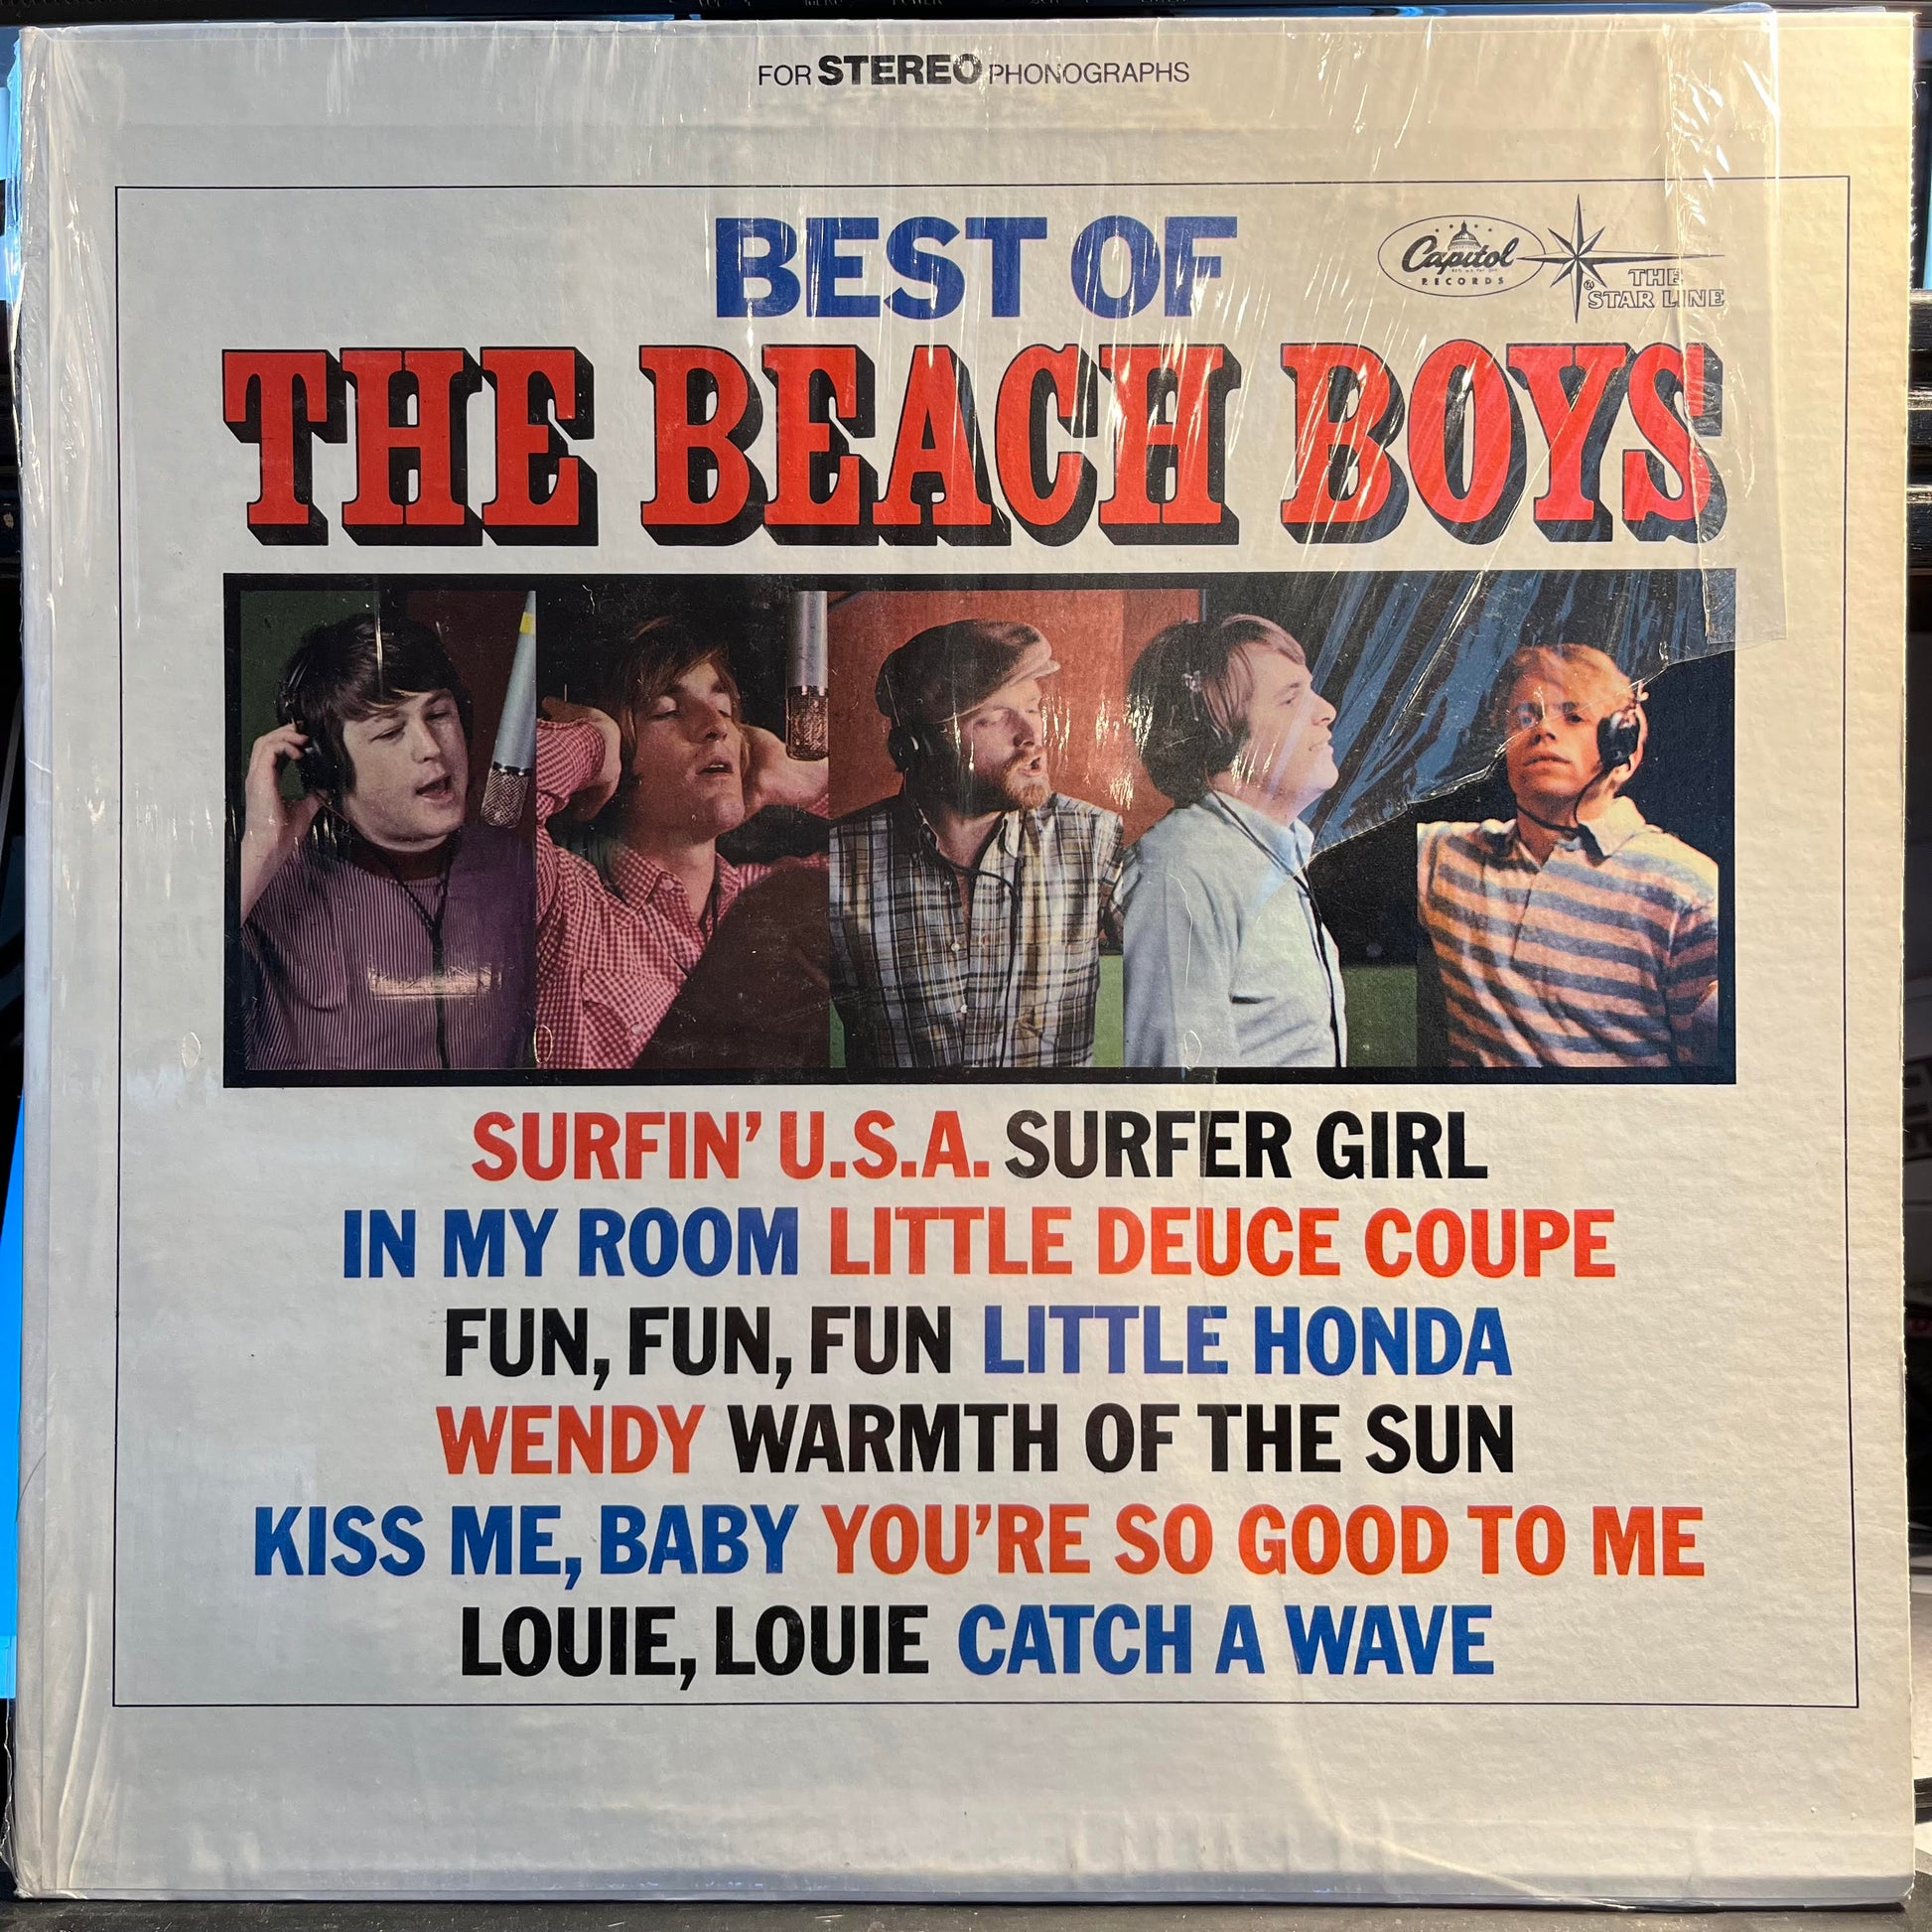 FOR STEREO PHONOGRAPHS
BEST OF
Capitol
RECORDS
THE
STAR LINE
THE BEACH BOYS
SURFIN' U.S.A. SURFER GIRL
IN MY ROOM LITTLE DEUCE COUPE
FUN, FUN, FUN LITTLE HONDA
WENDY WARMTH OF THE SUN
KISS ME, BABY YOU'RE SO GOOD TO ME
LOUIE, LOUIE CATCH A WAVE